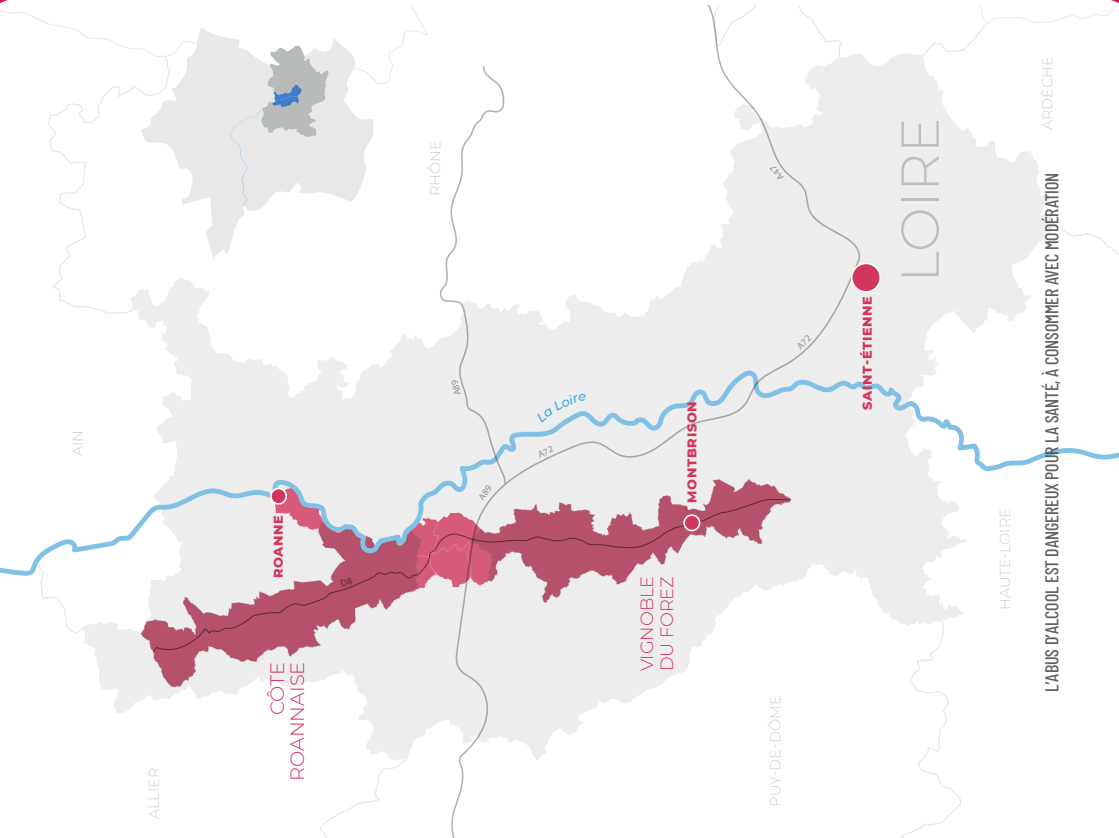 AIN
ALLIER
RHÔNE
ARDÈCHE
HAUTE-LOIRE
PUY-DE-DÔME
LOIRE
ROANNE
CÔTE
ROANNAISE
MONTBRISON
VIGNOBLE
DU FOREZ
SAINT-ÉTIENNE
La Loire
A89
A89
A72
A72
A47
D8
L'ABUS D'ALCOOL EST DANGEREUX POUR LA SANTÉ, À CONSOMMER AVEC MODÉRATION